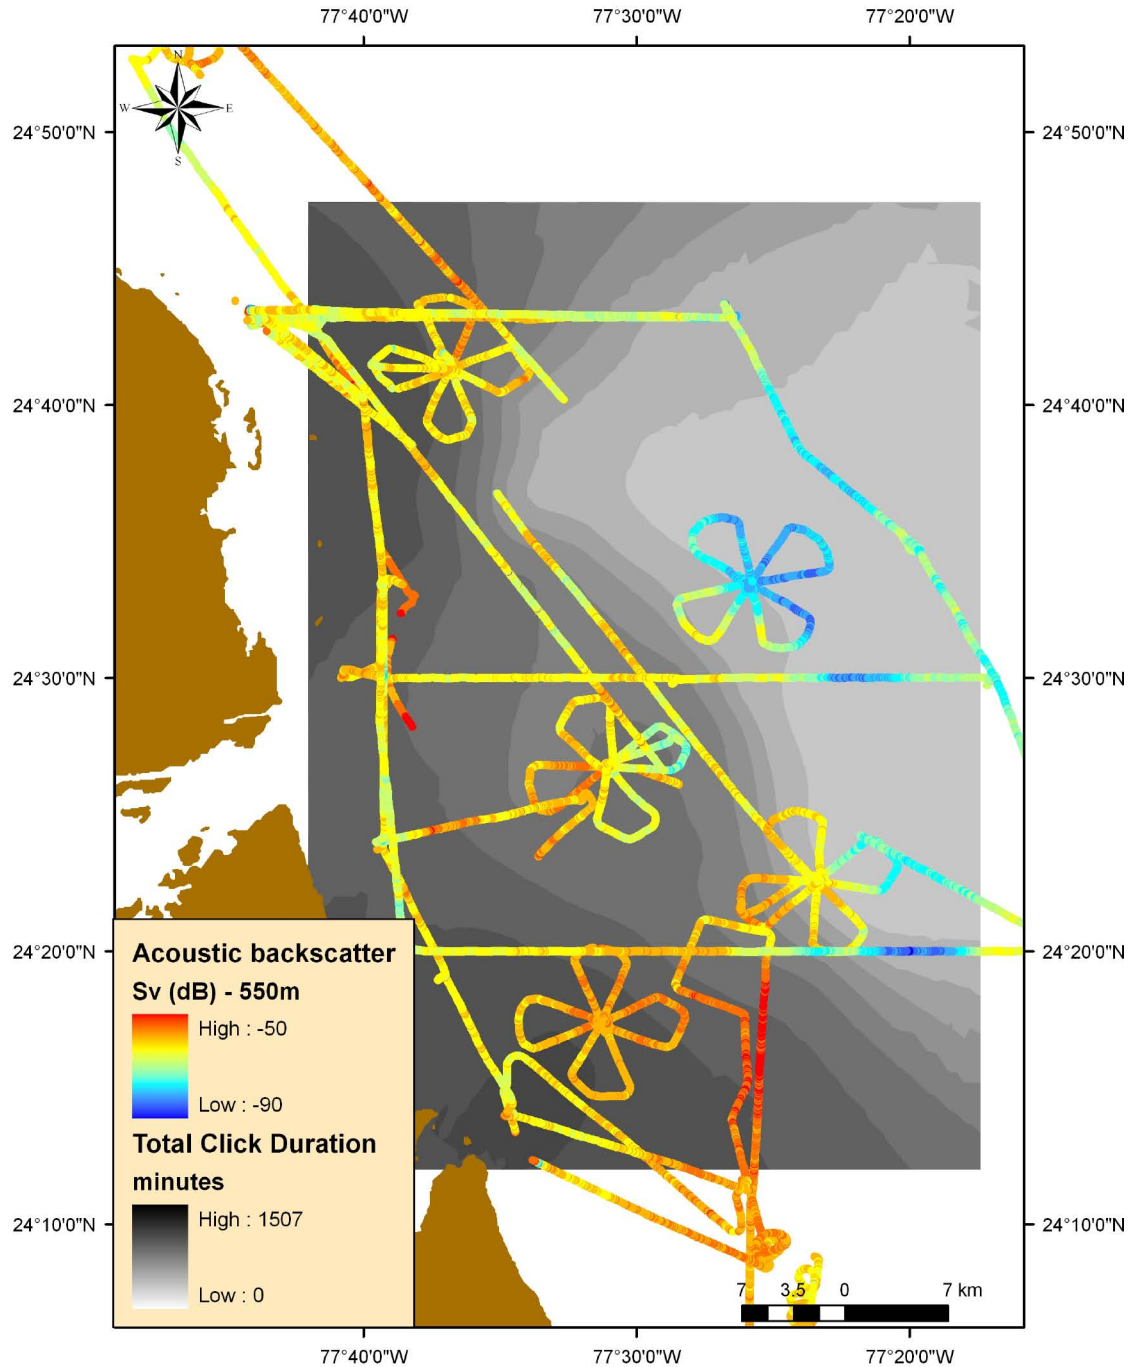 77°40'0"W 77°30'0"W 77°20'0"W
N
W E
S
24°50'0"N 24°50'0"N
24°40'0"N 24°40'0"N
24°30'0"N 24°30'0"N
24°20'0"N 24°20'0"N
Acoustic backscatter
Sv (dB) - 550m
High : -50
Low : -90
Total Click Duration
minutes
High : 1507
Low : 0
24°10'0"N 24°10'0"N
7 3.5 0 7 km
77°40'0"W 77°30'0"W 77°20'0"W